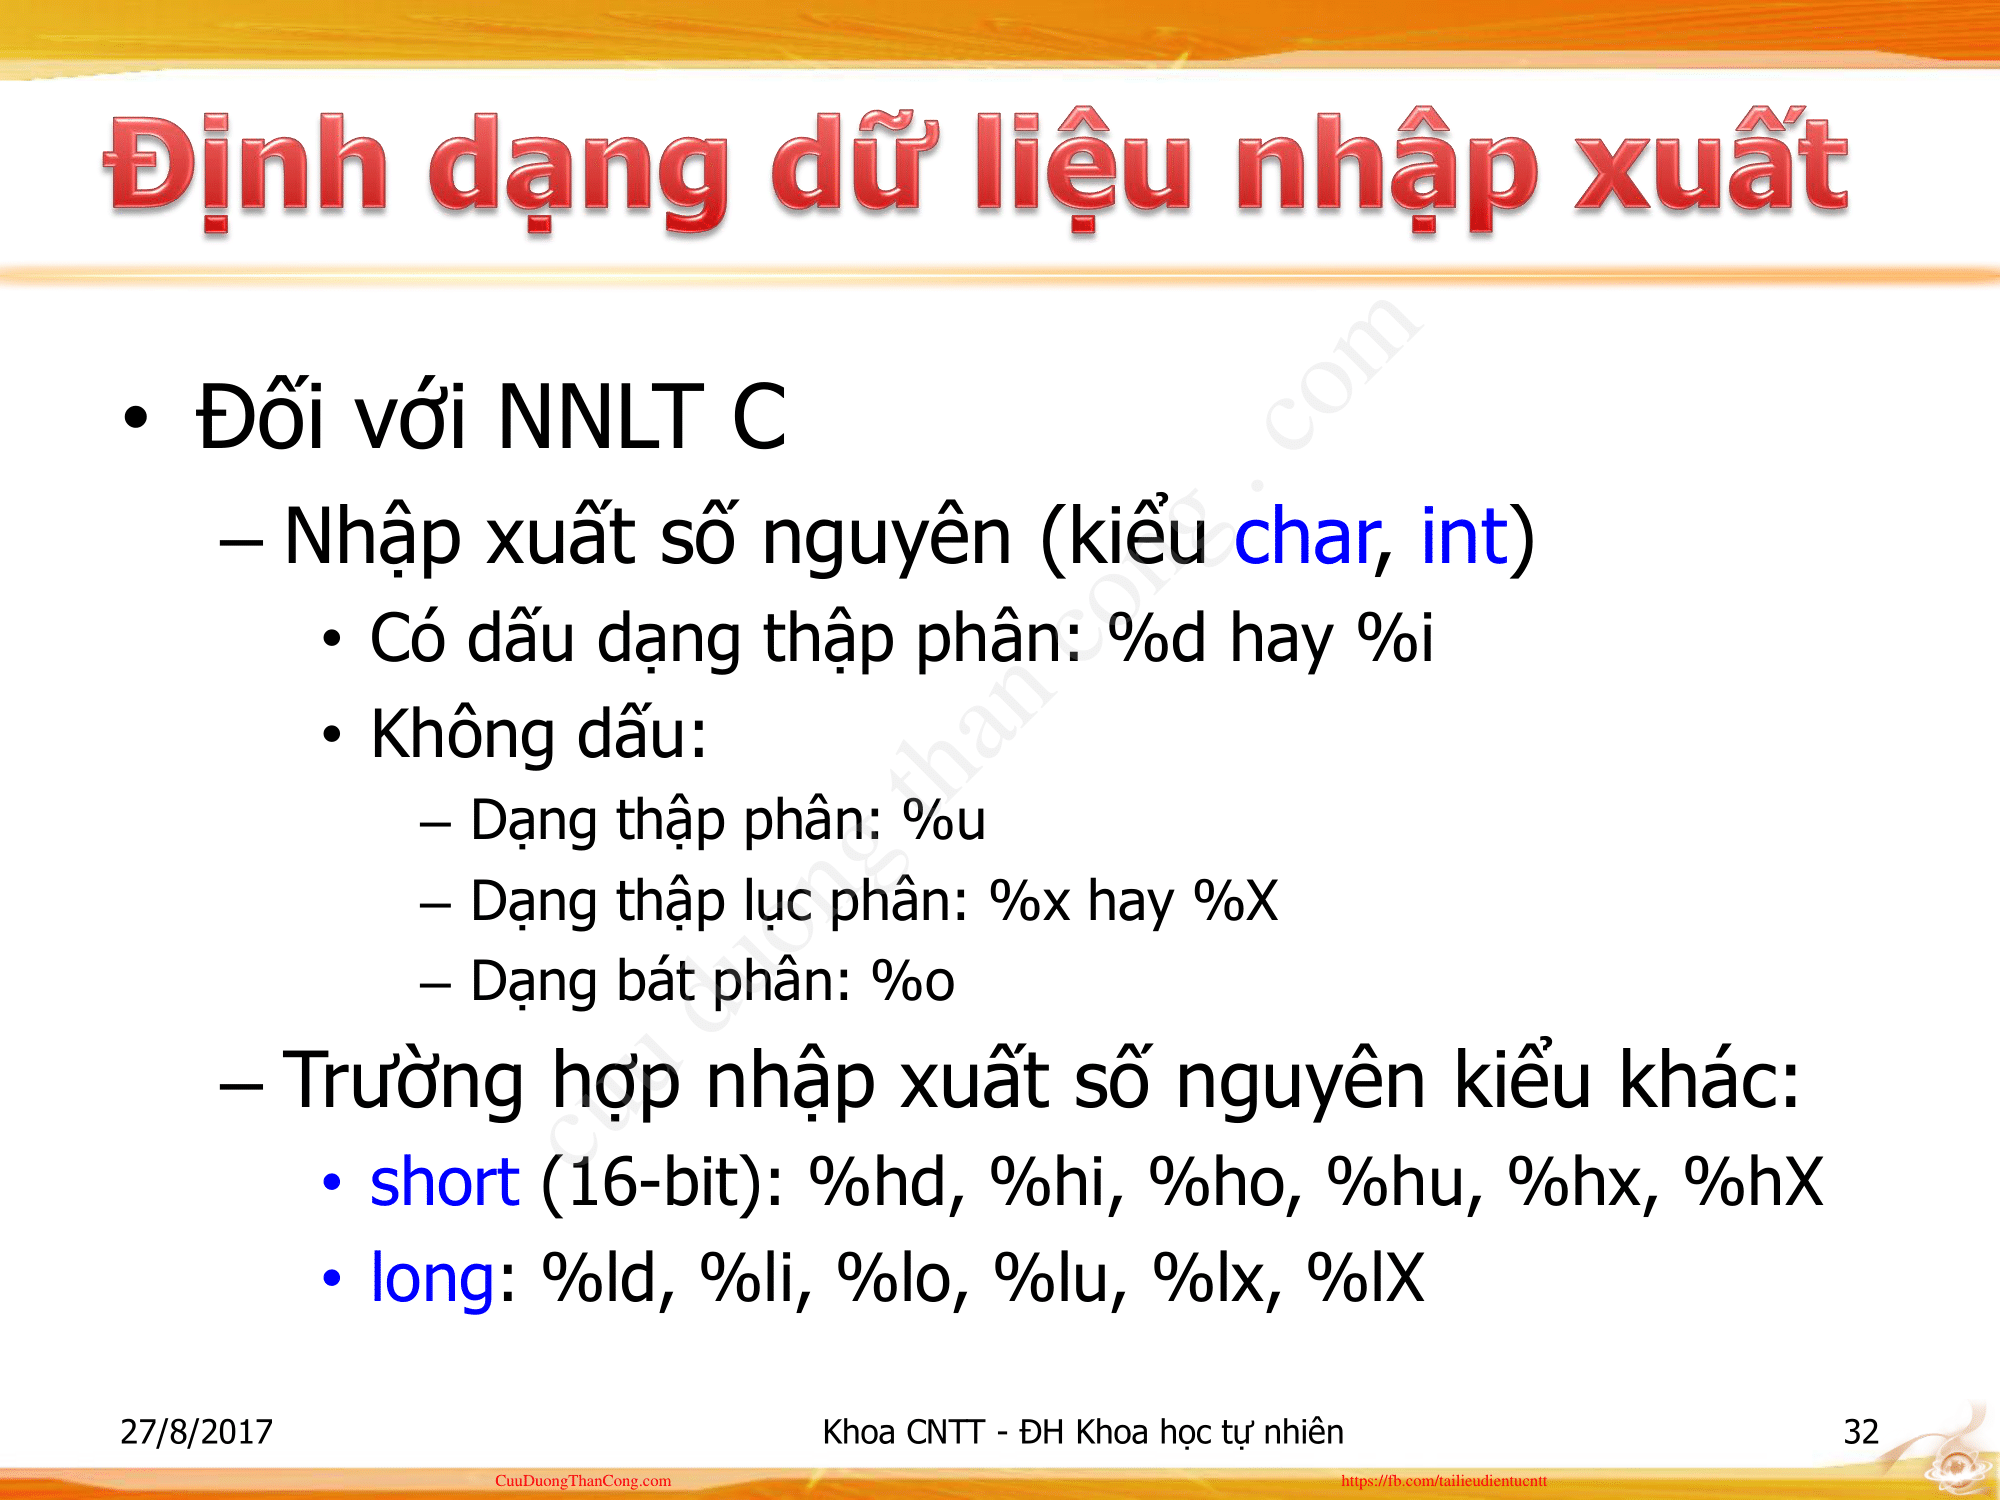 Định dạng dữ liệu nhập xuất
• Đối với NNLT C
– Nhập xuất số nguyên (kiểu char, int)
• Có dấu dạng thập phân: %d hay %i
• Không dấu:
– Dạng thập phân: %u
– Dạng thập lục phân: %x hay %X
– Dạng bát phân: %o
– Trường hợp nhập xuất số nguyên kiểu khác:
• short (16-bit): %hd, %hi, %ho, %hu, %hx, %hX
• long: %ld, %li, %lo, %lu, %lx, %lX
cuu duong than cong . com
27/8/2017 Khoa CNTT - ĐH Khoa học tự nhiên 32
CuuDuongThanCong.com https://fb.com/tailieudientucntt